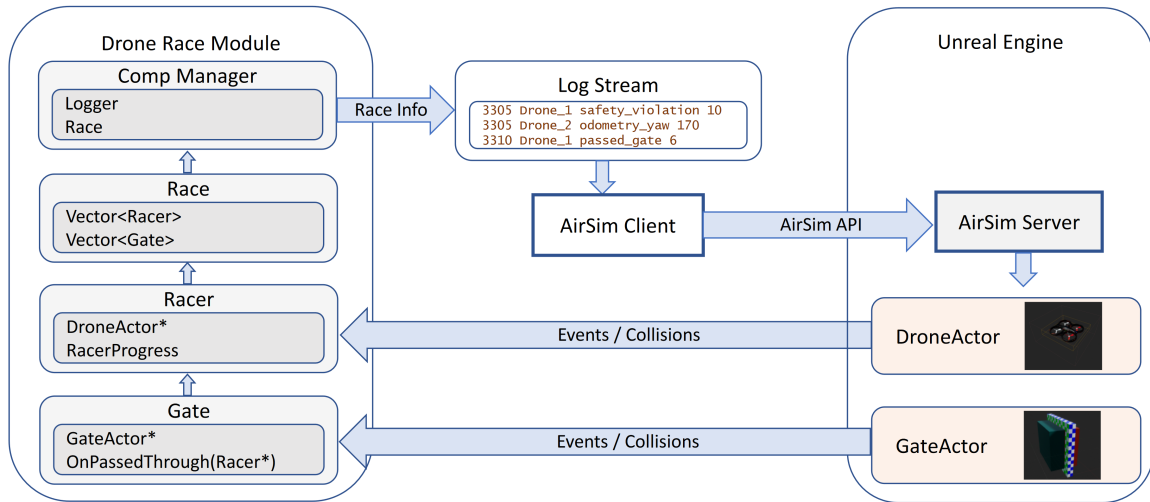 Drone Race Module
Comp Manager
Logger
Race
Race
Vector<Racer>
Vector<Gate>
Racer
DroneActor*
RacerProgress
Gate
GateActor*
OnPassedThrough(Racer*)
Race Info
Log Stream
3305 Drone_1 safety_violation 10
3305 Drone_2 odometry_yaw 170
3310 Drone_1 passed_gate 6
AirSim Client
AirSim API
Events / Collisions
Events / Collisions
Unreal Engine
AirSim Server
DroneActor
GateActor